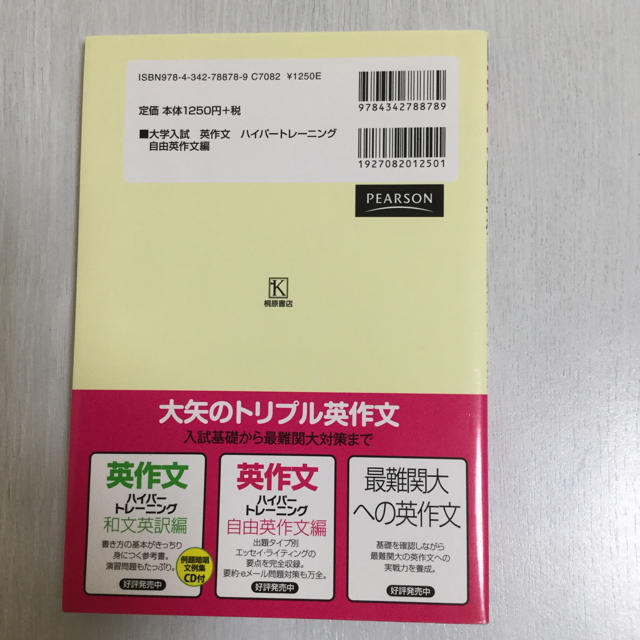 ISBN978-4-342-78878-9 C7082 ¥1250E
定価 本体1250円+税
■大学入試 英作文 ハイパートレーニング
自由英作文編
9784342788789
1927082012501
PEARSON
K
桐原書店
大矢のトリプル英作文
入試基礎から最難関大対策まで
英作文
ハイパー
トレーニング
和文英訳編
書き方の基本がきっちり
身につく参考書。
演習問題もたっぷり。
好評発売中
例題暗唱
文例集
CD付
英作文
ハイパー
トレーニング
自由英作文編
出題タイプ別
エッセイ・ライティングの
要点を完全収録。
要約・eメール問題対策も万全。
好評発売中
最難関大
への英作文
基礎を確認しながら
最難関大の英作文への
実戦力を養成。
好評発売中